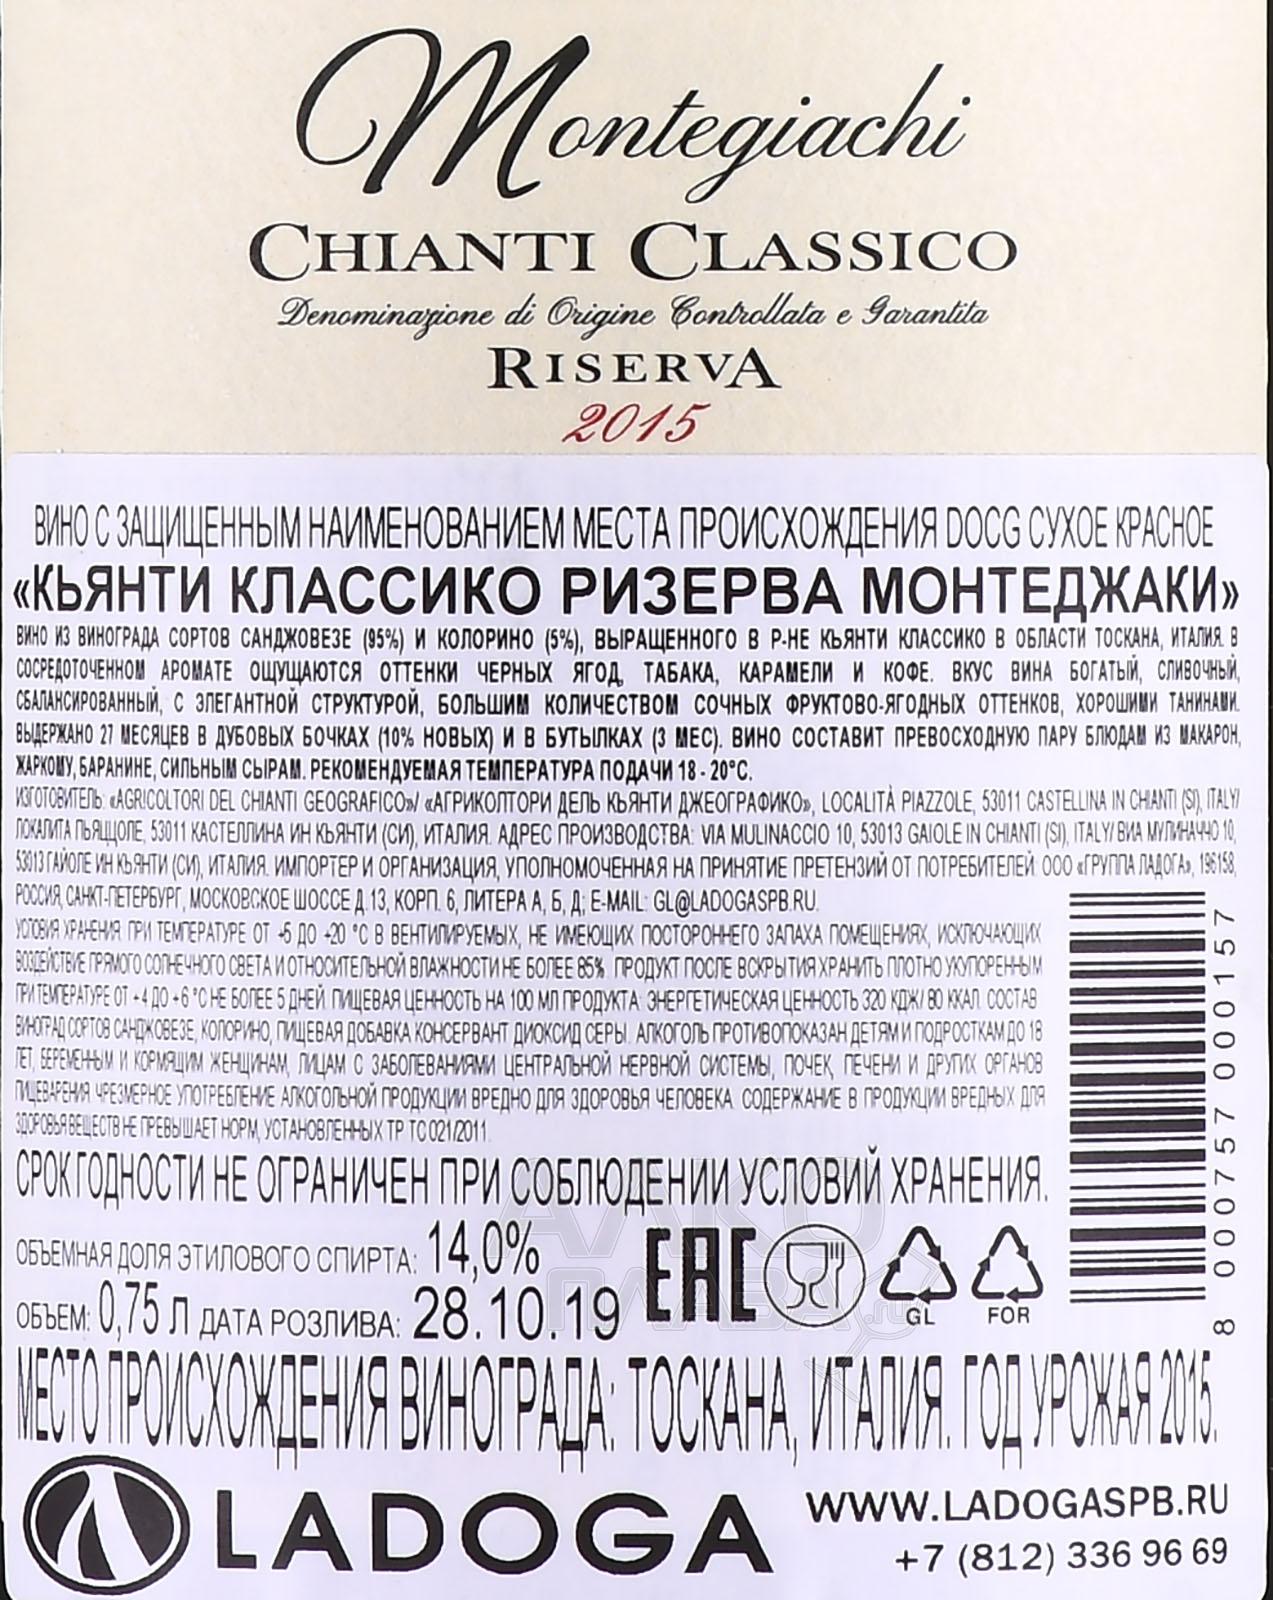 Montegiachi
CHIANTI CLASSICO
Denominazione di Origine Controllata e Garantita
RISERVA
2015
ВИНО С ЗАЩИЩЕННЫМ НАИМЕНОВАНИЕМ МЕСТА ПРОИСХОЖДЕНИЯ DOCG СУХОЕ КРАСНОЕ
«КЬЯНТИ КЛАССИКО РИЗЕРВА МОНТЕДЖАКИ»
ВИНО ИЗ ВИНОГРАДА СОРТОВ САНДЖОВЕЗЕ (95%) И КОЛОРИНО (5%), ВЫРАЩЕННОГО В Р-НЕ КЬЯНТИ КЛАССИКО В ОБЛАСТИ ТОСКАНА, ИТАЛИЯ. В
СОСРЕДОТОЧЕННОМ АРОМАТЕ ОЩУЩАЮТСЯ ОТТЕНКИ ЧЕРНЫХ ЯГОД, ТАБАКА, КАРАМЕЛИ И КОФЕ. ВКУС ВИНА БОГАТЫЙ, СЛИВОЧНЫЙ,
СБАЛАНСИРОВАННЫЙ, С ЭЛЕГАНТНОЙ СТРУКТУРОЙ, БОЛЬШИМ КОЛИЧЕСТВОМ СОЧНЫХ ФРУКТОВО-ЯГОДНЫХ ОТТЕНКОВ, ХОРОШИМИ ТАНИНАМИ.
ВЫДЕРЖАНО 27 МЕСЯЦЕВ В ДУБОВЫХ БОЧКАХ (10% НОВЫХ) И В БУТЫЛКАХ (3 МЕС). ВИНО СОСТАВИТ ПРЕВОСХОДНУЮ ПАРУ БЛЮДАМ ИЗ МАКАРОН,
ЖАРКОМУ, БАРАНИНЕ, СИЛЬНЫМ СЫРАМ. РЕКОМЕНДУЕМАЯ ТЕМПЕРАТУРА ПОДАЧИ 18 - 20°С.
ИЗГОТОВИТЕЛЬ: «AGRICOLTORI DEL CHIANTI GEOGRAFICO»/ «АГРИКОЛТОРИ ДЕЛЬ КЬЯНТИ ДЖЕОГРАФИКО», LOCALITÀ PIAZZOLE, 53011 CASTELLINA IN CHIANTI (SI), ITALY/
ЛОКАЛИТА ПЬЯЦЦОЛЕ, 53011 КАСТЕЛЛИНА ИН КЬЯНТИ (СИ), ИТАЛИЯ. АДРЕС ПРОИЗВОДСТВА: VIA MULINACCIO 10, 53013 GAIOLE IN CHIANTI (SI), ITALY/ ВИА МУЛИНАЧЧО 10,
53013 ГАЙОЛЕ ИН КЬЯНТИ (СИ), ИТАЛИЯ. ИМПОРТЕР И ОРГАНИЗАЦИЯ, УПОЛНОМОЧЕННАЯ НА ПРИНЯТИЕ ПРЕТЕНЗИЙ ОТ ПОТРЕБИТЕЛЕЙ: ООО «ГРУППА ЛАДОГА», 196158,
РОССИЯ, САНКТ-ПЕТЕРБУРГ, МОСКОВСКОЕ ШОССЕ Д.13, КОРП. 6, ЛИТЕРА А, Б, Д; E-MAIL: GL@LADOGASPB.RU.
УСЛОВИЯ ХРАНЕНИЯ: ПРИ ТЕМПЕРАТУРЕ ОТ +5 ДО +20 °С В ВЕНТИЛИРУЕМЫХ, НЕ ИМЕЮЩИХ ПОСТОРОННЕГО ЗАПАХА ПОМЕЩЕНИЯХ, ИСКЛЮЧАЮЩИХ
ВОЗДЕЙСТВИЕ ПРЯМОГО СОЛНЕЧНОГО СВЕТА И ОТНОСИТЕЛЬНОЙ ВЛАЖНОСТИ НЕ БОЛЕЕ 85%. ПРОДУКТ ПОСЛЕ ВСКРЫТИЯ ХРАНИТЬ ПЛОТНО УКУПОРЕННЫМ
ПРИ ТЕМПЕРАТУРЕ ОТ +4 ДО +6 °С НЕ БОЛЕЕ 5 ДНЕЙ. ПИЩЕВАЯ ЦЕННОСТЬ НА 100 МЛ ПРОДУКТА: ЭНЕРГЕТИЧЕСКАЯ ЦЕННОСТЬ 320 КДЖ/ 80 ККАЛ. СОСТАВ:
ВИНОГРАД СОРТОВ САНДЖОВЕЗЕ, КОЛОРИНО, ПИЩЕВАЯ ДОБАВКА КОНСЕРВАНТ ДИОКСИД СЕРЫ. АЛКОГОЛЬ ПРОТИВОПОКАЗАН ДЕТЯМ И ПОДРОСТКАМ ДО 18
ЛЕТ, БЕРЕМЕННЫМ И КОРМЯЩИМ ЖЕНЩИНАМ, ЛИЦАМ С ЗАБОЛЕВАНИЯМИ ЦЕНТРАЛЬНОЙ НЕРВНОЙ СИСТЕМЫ, ПОЧЕК, ПЕЧЕНИ И ДРУГИХ ОРГАНОВ
ПИЩЕВАРЕНИЯ. ЧРЕЗМЕРНОЕ УПОТРЕБЛЕНИЕ АЛКОГОЛЬНОЙ ПРОДУКЦИИ ВРЕДНО ДЛЯ ЗДОРОВЬЯ ЧЕЛОВЕКА. СОДЕРЖАНИЕ В ПРОДУКЦИИ ВРЕДНЫХ ДЛЯ
ЗДОРОВЬЯ ВЕЩЕСТВ НЕ ПРЕВЫШАЕТ НОРМ, УСТАНОВЛЕННЫХ ТР ТС 021/2011.
СРОК ГОДНОСТИ НЕ ОГРАНИЧЕН ПРИ СОБЛЮДЕНИИ УСЛОВИЙ ХРАНЕНИЯ.
ОБЪЕМНАЯ ДОЛЯ ЭТИЛОВОГО СПИРТА: 14,0%
ОБЪЕМ: 0,75 Л ДАТА РОЗЛИВА: 28.10.19
EAC
GL
FOR
8 000757 000157
МЕСТО ПРОИСХОЖДЕНИЯ ВИНОГРАДА: ТОСКАНА, ИТАЛИЯ. ГОД УРОЖАЯ 2015.
LADOGA
WWW.LADOGASPB.RU
+7 (812) 336 96 69
АЛКО
ПЛАЗА.ru